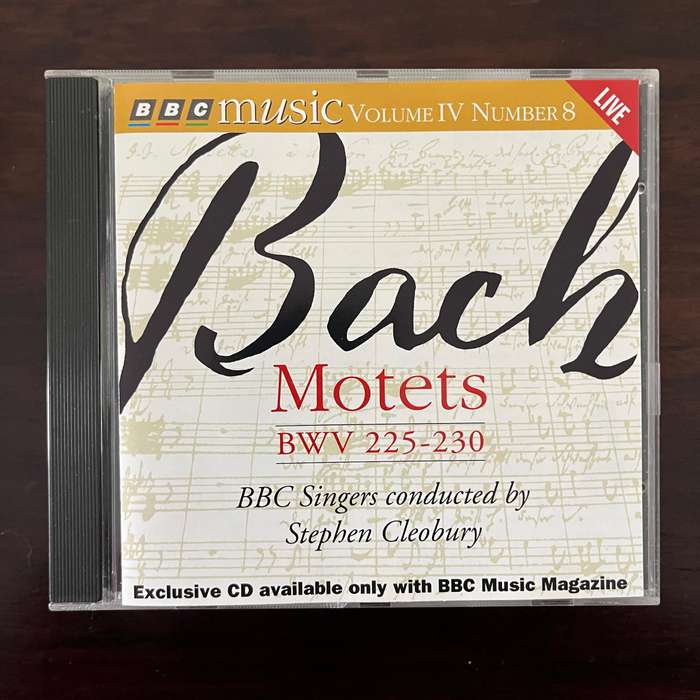 BBC music VOLUME IV NUMBER 8
LIVE
Bach
Motets
BWV 225-230
BBC Singers conducted by
Stephen Cleobury
Exclusive CD available only with BBC Music Magazine